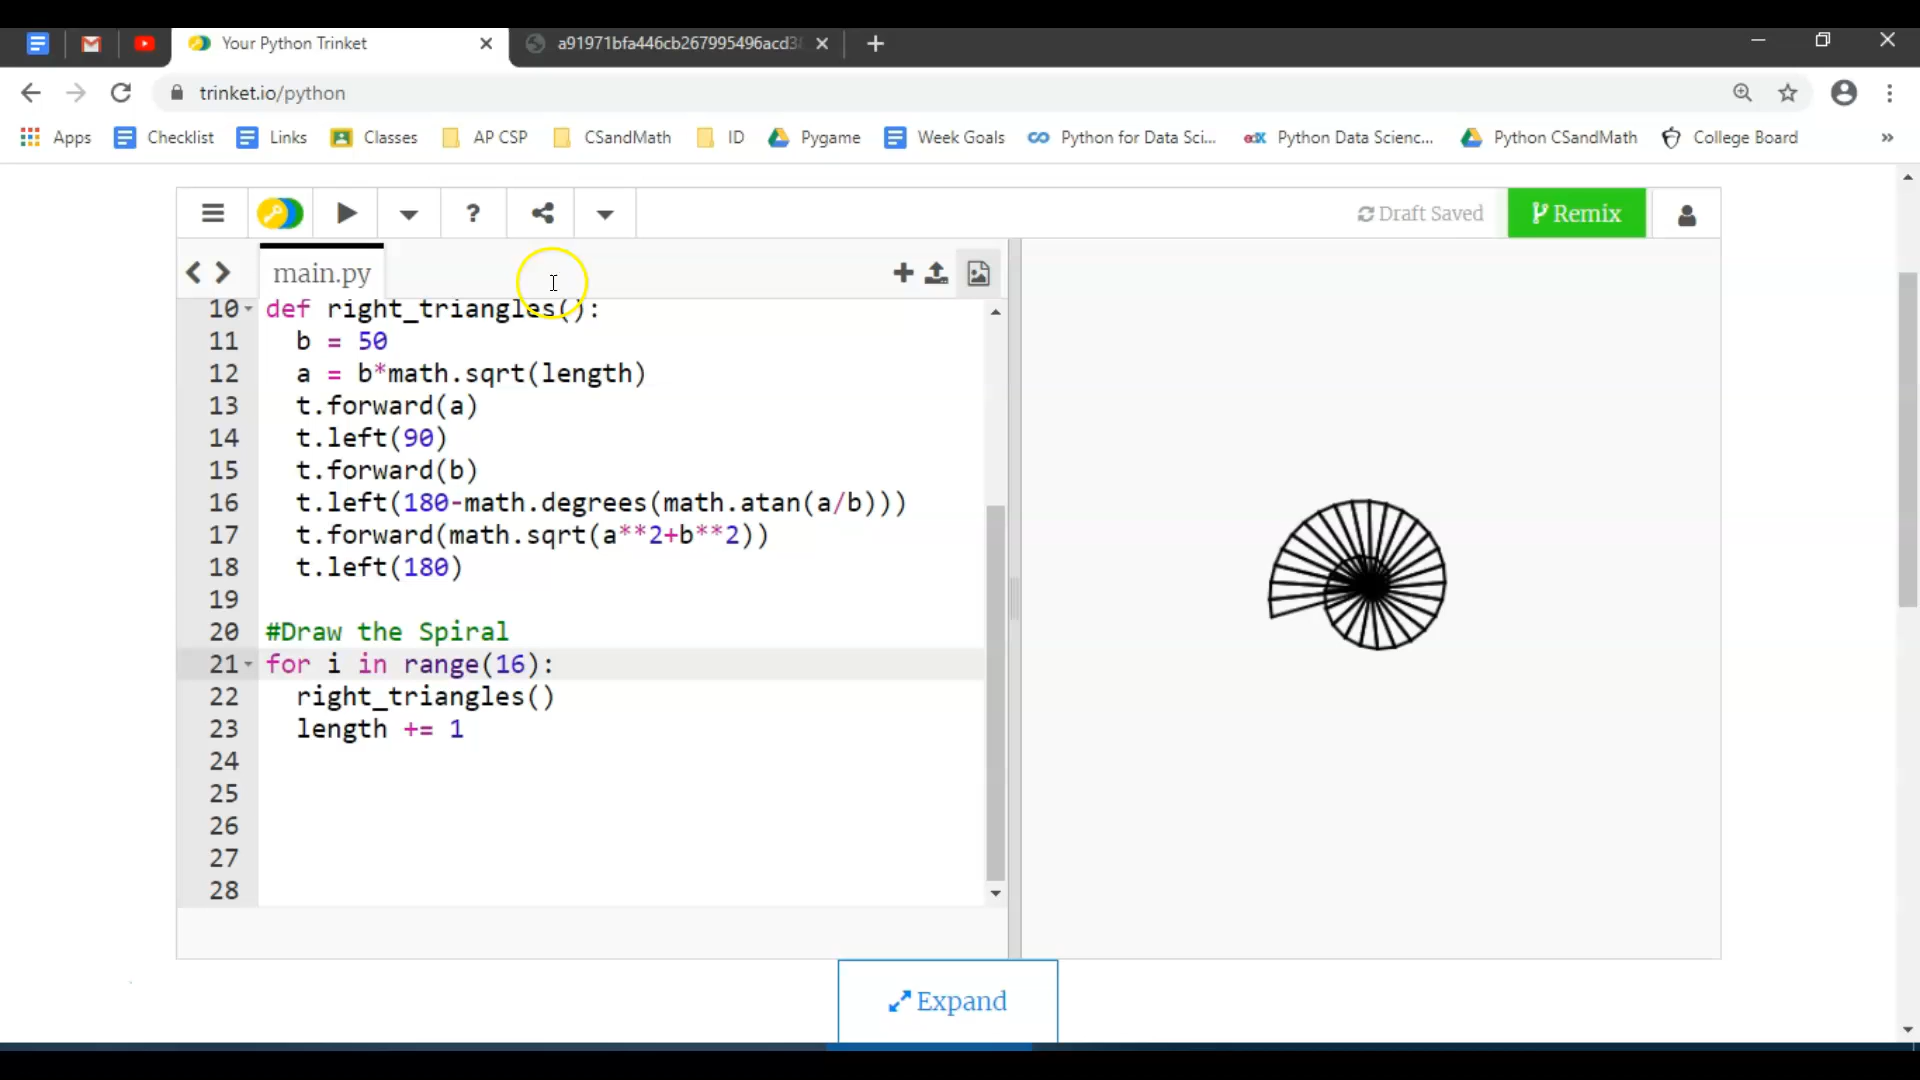 Your Python Trinket
a91971bfa446cb267995496acd3
trinket.io/python
Apps Checklist Links Classes AP CSP CSandMath ID Pygame Week Goals Python for Data Sci... edX Python Data Scienc... Python CSandMath College Board »
? Draft Saved Remix
main.py
10 def right_triangles():
11 b = 50
12 a = b*math.sqrt(length)
13 t.forward(a)
14 t.left(90)
15 t.forward(b)
16 t.left(180-math.degrees(math.atan(a/b)))
17 t.forward(math.sqrt(a**2+b**2))
18 t.left(180)
19
20 #Draw the Spiral
21 for i in range(16):
22 right_triangles()
23 length += 1
24
25
26
27
28
Expand